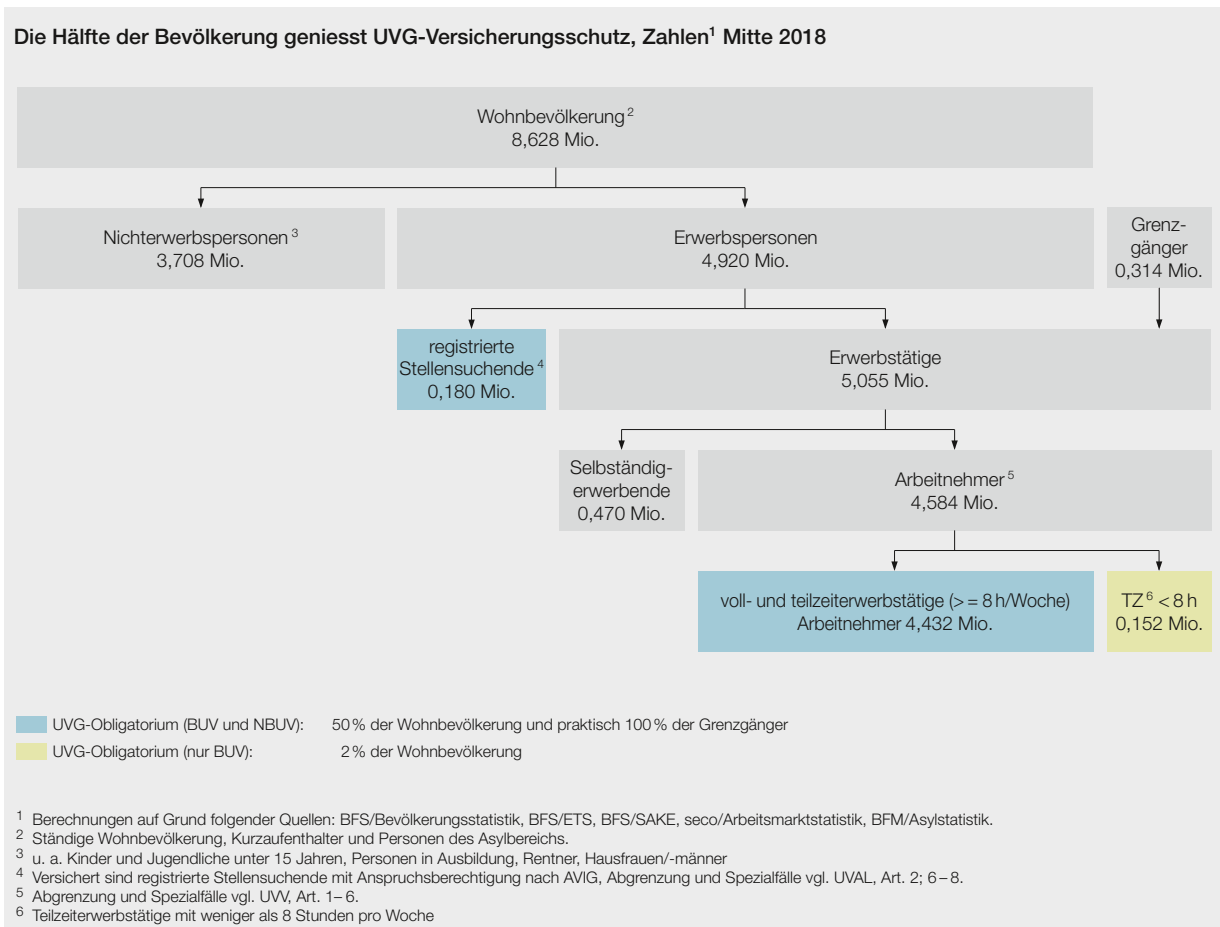 Die Hälfte der Bevölkerung geniesst UVG-Versicherungsschutz, Zahlen¹ Mitte 2018
Wohnbevölkerung ²
8,628 Mio.
Nichterwerbspersonen ³
3,708 Mio.
Erwerbspersonen
4,920 Mio.
Grenz-
gänger
0,314 Mio.
registrierte
Stellensuchende ⁴
0,180 Mio.
Erwerbstätige
5,055 Mio.
Selbständig-
erwerbende
0,470 Mio.
Arbeitnehmer ⁵
4,584 Mio.
voll- und teilzeiterwerbstätige (> = 8 h/Woche)
Arbeitnehmer 4,432 Mio.
TZ ⁶ < 8 h
0,152 Mio.
UVG-Obligatorium (BUV und NBUV): 50 % der Wohnbevölkerung und praktisch 100 % der Grenzgänger
UVG-Obligatorium (nur BUV): 2 % der Wohnbevölkerung
¹ Berechnungen auf Grund folgender Quellen: BFS/Bevölkerungsstatistik, BFS/ETS, BFS/SAKE, seco/Arbeitsmarktstatistik, BFM/Asylstatistik.
² Ständige Wohnbevölkerung, Kurzaufenthalter und Personen des Asylbereichs.
³ u. a. Kinder und Jugendliche unter 15 Jahren, Personen in Ausbildung, Rentner, Hausfrauen/-männer
⁴ Versichert sind registrierte Stellensuchende mit Anspruchsberechtigung nach AVIG, Abgrenzung und Spezialfälle vgl. UVAL, Art. 2; 6 – 8.
⁵ Abgrenzung und Spezialfälle vgl. UVV, Art. 1– 6.
⁶ Teilzeiterwerbstätige mit weniger als 8 Stunden pro Woche